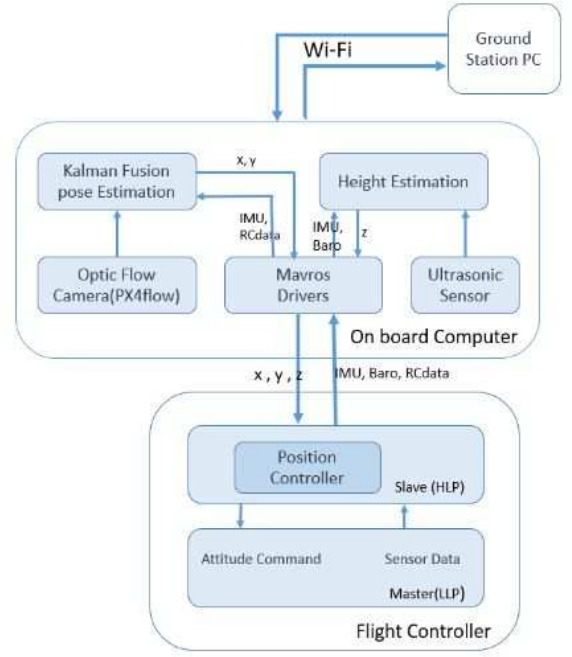 Ground
Station PC
Wi-Fi
Kalman Fusion
pose Estimation
x, y
Height Estimation
IMU,
RCdata
IMU,
Baro
z
Optic Flow
Camera(PX4flow)
Mavros
Drivers
Ultrasonic
Sensor
On board Computer
x , y , z
IMU, Baro, RCdata
Position
Controller
Slave (HLP)
Attitude Command
Sensor Data
Master(LLP)
Flight Controller